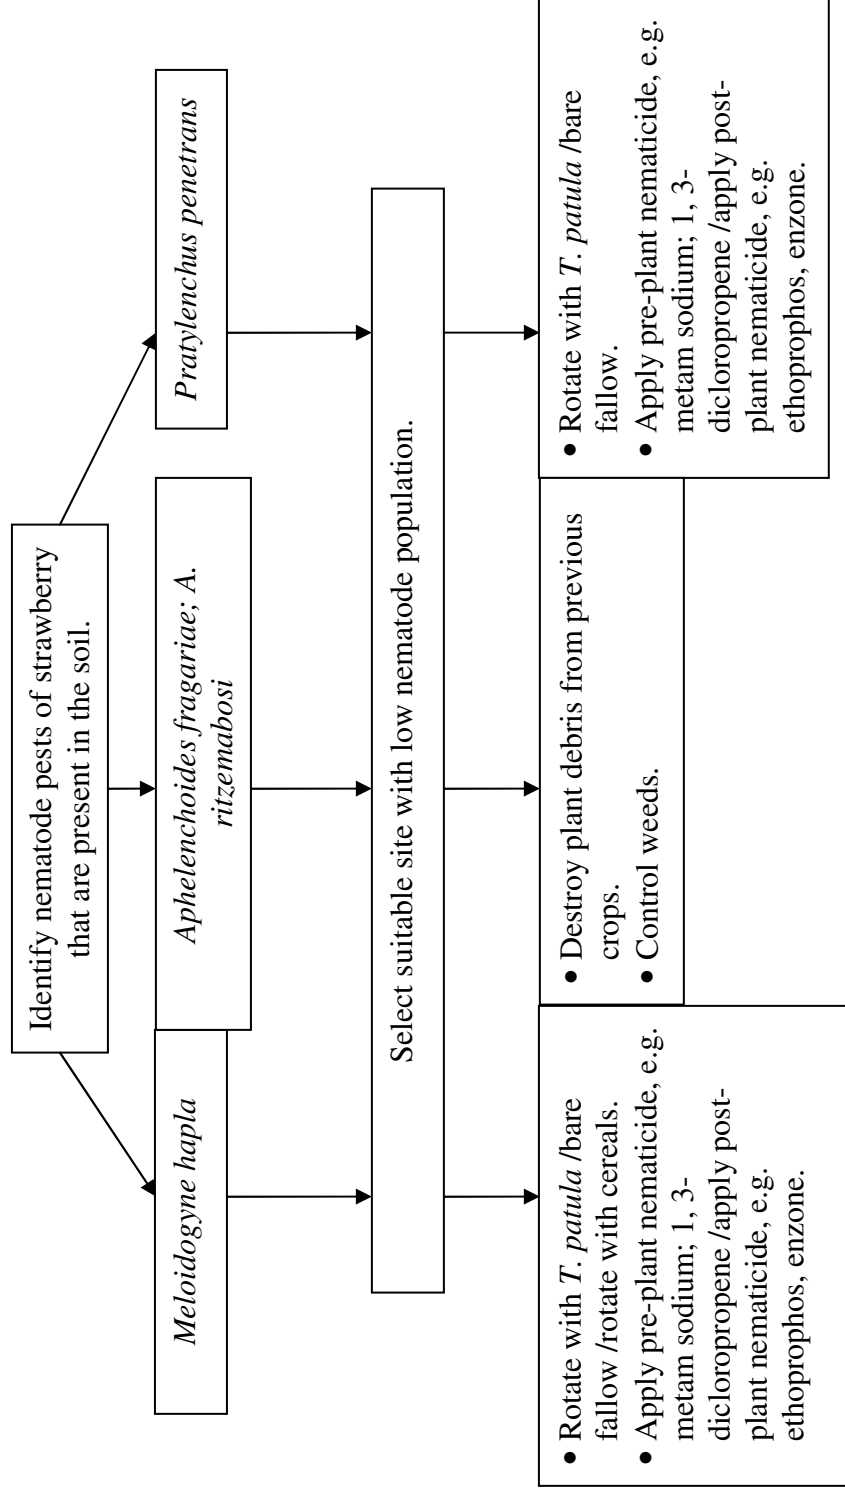 Identify nematode pests of strawberry
that are present in the soil.
Meloidogyne hapla
Aphelenchoides fragariae; A.
ritzemabosi
Pratylenchus penetrans
Select suitable site with low nematode population.
• Rotate with T. patula /bare
fallow /rotate with cereals.
• Apply pre-plant nematicide, e.g.
metam sodium; 1, 3-
dicloropropene /apply post-
plant nematicide, e.g.
ethoprophos, enzone.
• Destroy plant debris from previous
crops.
• Control weeds.
• Rotate with T. patula /bare
fallow.
• Apply pre-plant nematicide, e.g.
metam sodium; 1, 3-
dicloropropene /apply post-
plant nematicide, e.g.
ethoprophos, enzone.